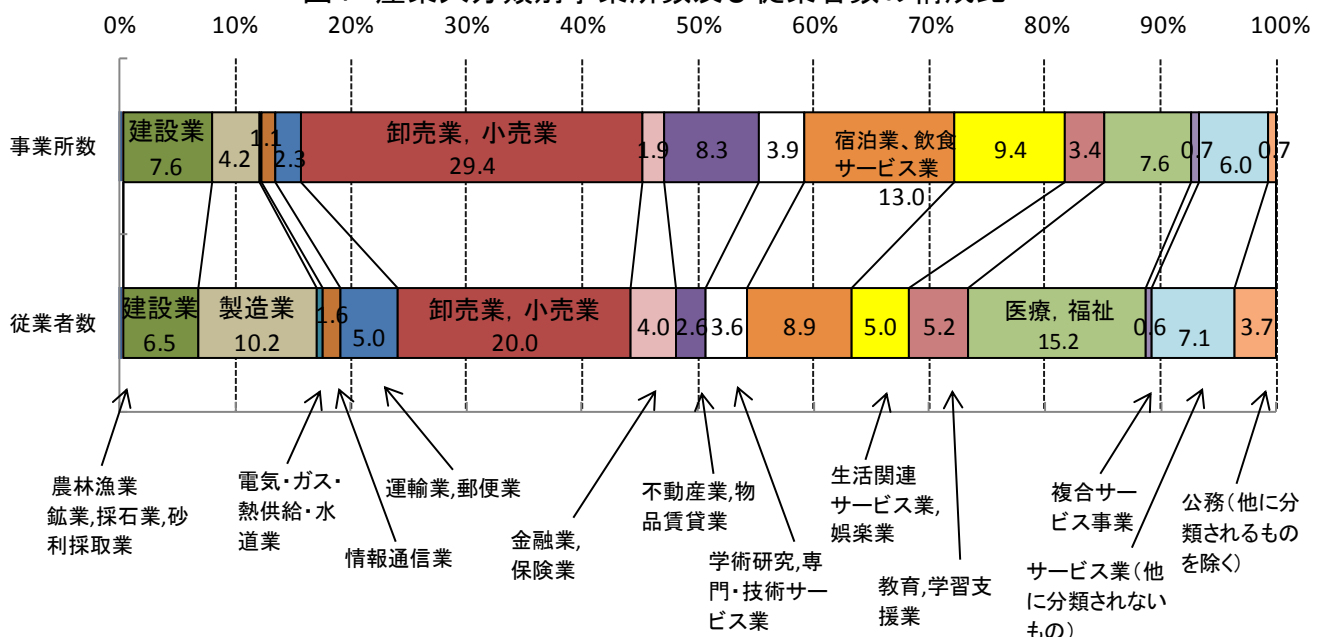 0%
10%
20%
30%
40%
50%
60%
70%
80%
90%
100%
事業所数
建設業
7.6
4.2
1.1
2.3
卸売業, 小売業
29.4
1.9
8.3
3.9
宿泊業、飲食
サービス業
13.0
9.4
3.4
7.6
0.7
6.0
0.7
従業者数
建設業
6.5
製造業
10.2
1.6
5.0
卸売業, 小売業
20.0
4.0
2.6
3.6
8.9
5.0
5.2
医療, 福祉
15.2
0.6
7.1
3.7
農林漁業
鉱業,採石業,砂
利採取業
電気・ガス・
熱供給・水
道業
情報通信業
運輸業,郵便業
金融業,
保険業
不動産業,物
品賃貸業
学術研究,専
門・技術サー
ビス業
生活関連
サービス業,
娯楽業
教育,学習支
援業
複合サー
ビス事業
サービス業(他
に分類されない
もの)
公務(他に分
類されるもの
を除く)